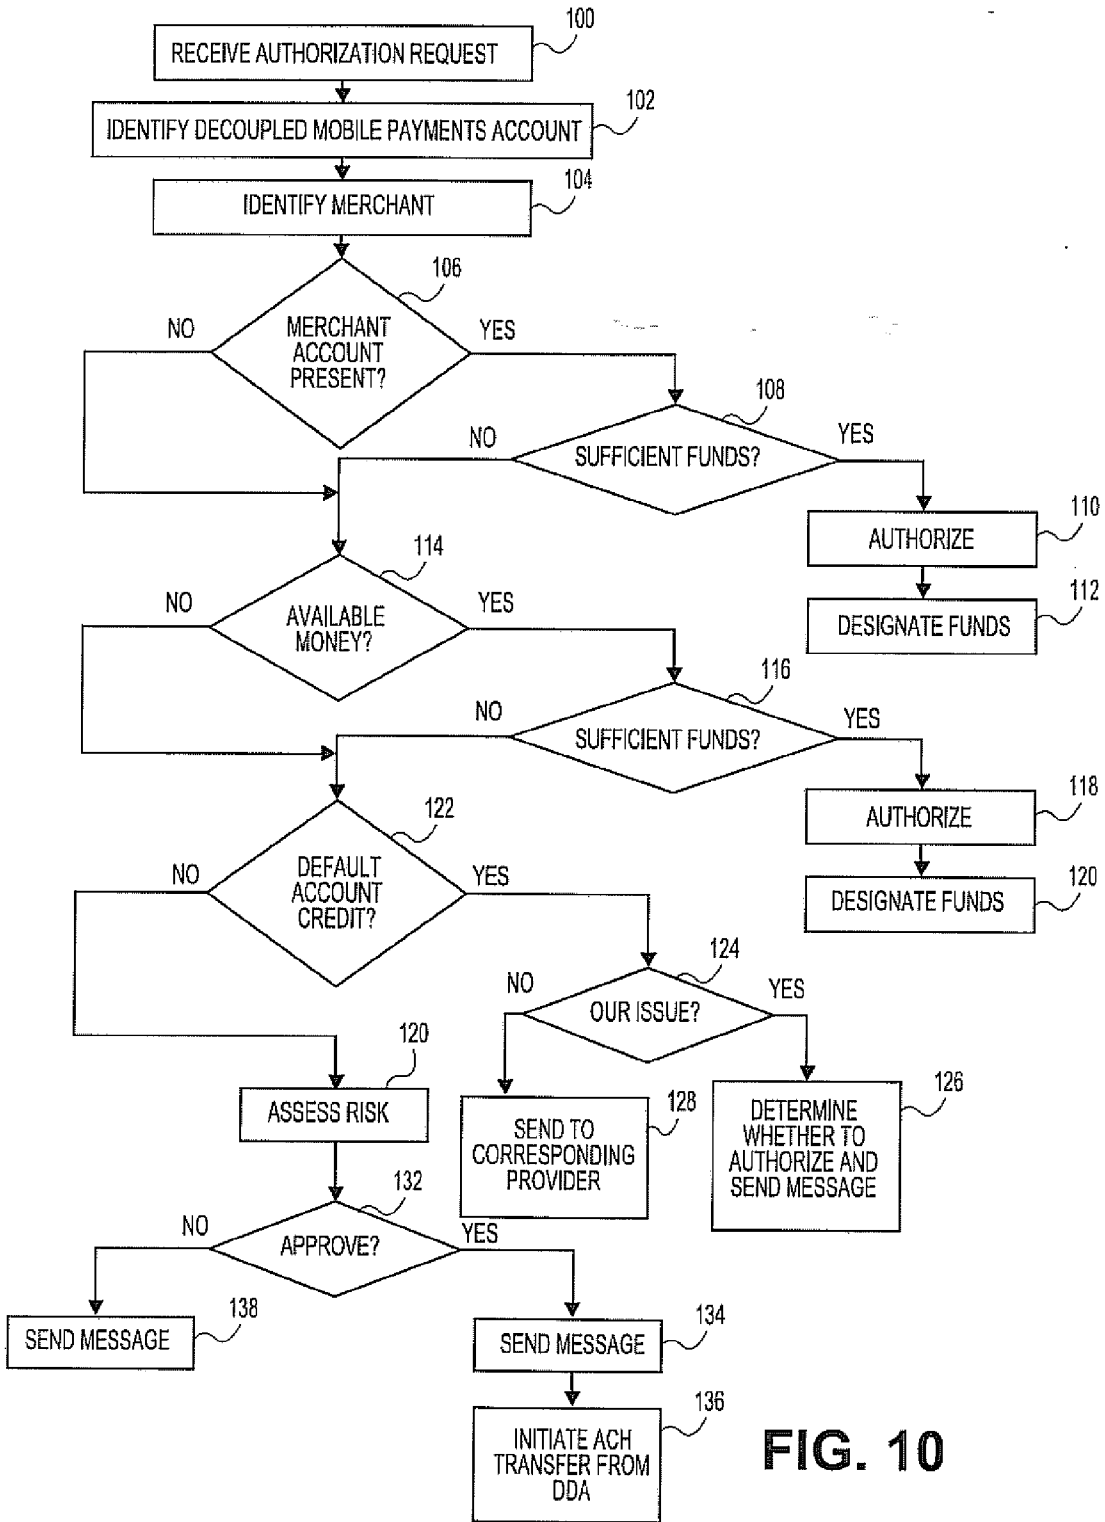 100
RECEIVE AUTHORIZATION REQUEST
102
IDENTIFY DECOUPLED MOBILE PAYMENTS ACCOUNT
104
IDENTIFY MERCHANT
106
NO
MERCHANT
ACCOUNT
PRESENT?
YES
108
NO
SUFFICIENT FUNDS?
YES
110
AUTHORIZE
112
DESIGNATE FUNDS
114
NO
AVAILABLE
MONEY?
YES
116
NO
SUFFICIENT FUNDS?
YES
118
AUTHORIZE
120
DESIGNATE FUNDS
122
NO
DEFAULT
ACCOUNT
CREDIT?
YES
124
NO
OUR ISSUE?
YES
126
DETERMINE
WHETHER TO
AUTHORIZE AND
SEND MESSAGE
128
SEND TO
CORRESPONDING
PROVIDER
120
ASSESS RISK
132
NO
APPROVE?
YES
138
SEND MESSAGE
134
SEND MESSAGE
136
INITIATE ACH
TRANSFER FROM
DDA
FIG. 10